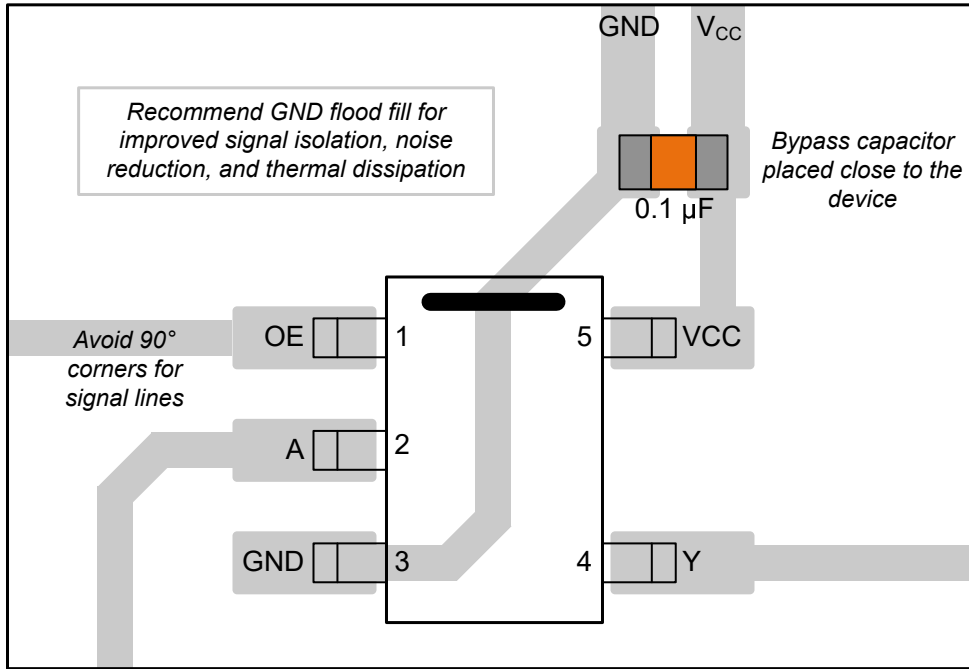 GND
VCC
Recommend GND flood fill for
improved signal isolation, noise
reduction, and thermal dissipation
Bypass capacitor
placed close to the
device
0.1 µF
OE
1
5
VCC
Avoid 90°
corners for
signal lines
A
2
GND
3
4
Y